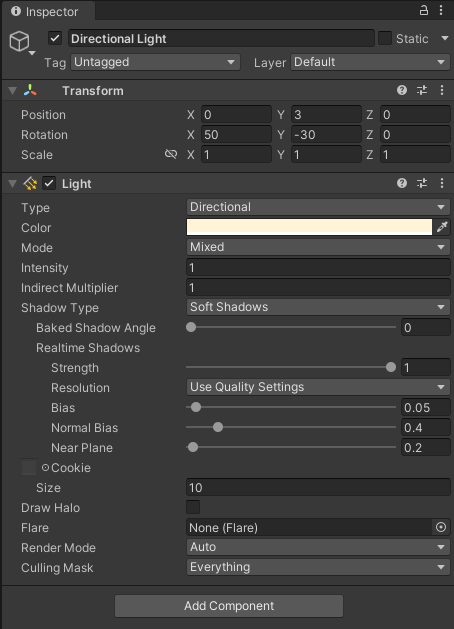 Inspector
Directional Light Static
Tag Untagged Layer Default
Transform
Position X 0 Y 3 Z 0
Rotation X 50 Y -30 Z 0
Scale X 1 Y 1 Z 1
Light
Type Directional
Color
Mode Mixed
Intensity 1
Indirect Multiplier 1
Shadow Type Soft Shadows
Baked Shadow Angle 0
Realtime Shadows
Strength 1
Resolution Use Quality Settings
Bias 0.05
Normal Bias 0.4
Near Plane 0.2
Cookie
Size 10
Draw Halo
Flare None (Flare)
Render Mode Auto
Culling Mask Everything
Add Component